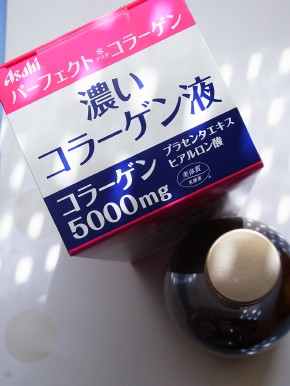 Asahi
パーフェクトアスタコラーゲン
濃い
コラーゲン液
コラーゲン
5000mg
プラセンタエキス
ヒアルロン酸